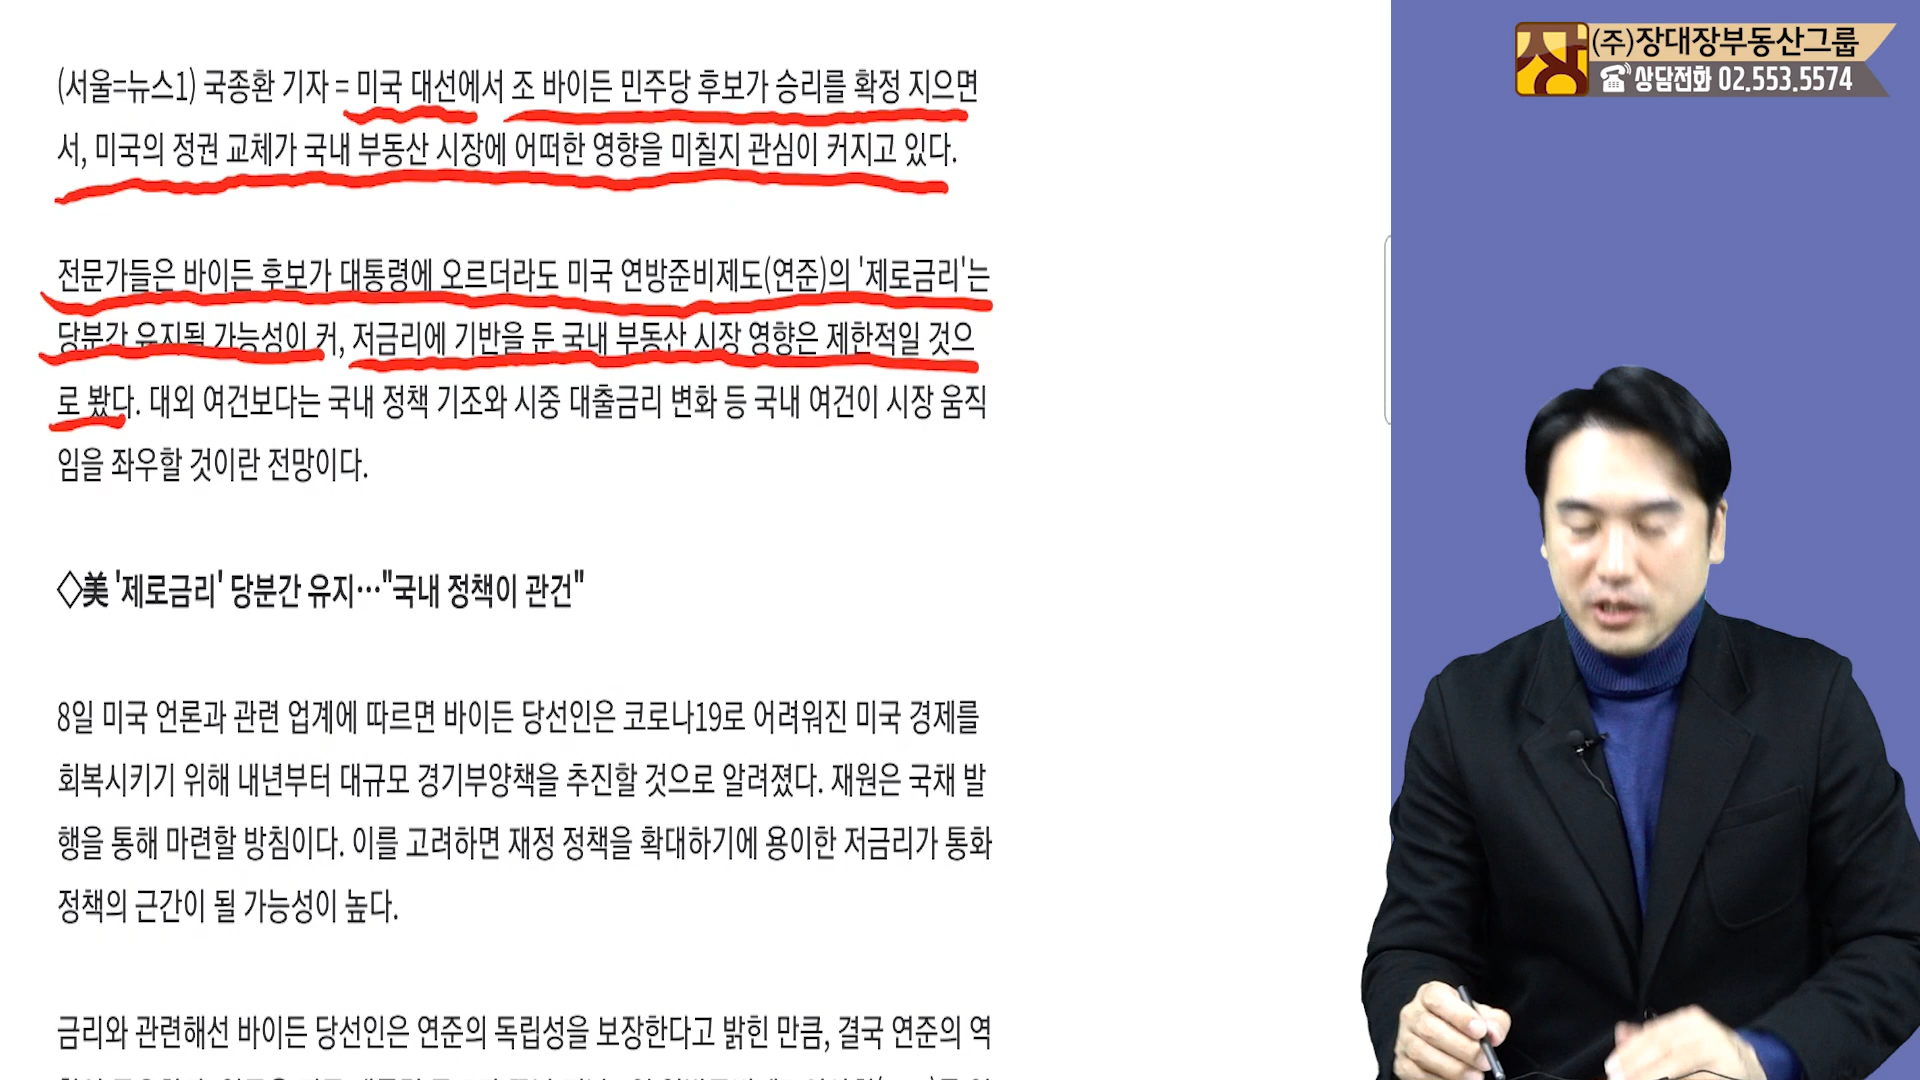 (서울=뉴스1) 국종환 기자 = 미국 대선에서 조 바이든 민주당 후보가 승리를 확정 지으면
서, 미국의 정권 교체가 국내 부동산 시장에 어떠한 영향을 미칠지 관심이 커지고 있다.
전문가들은 바이든 후보가 대통령에 오르더라도 미국 연방준비제도(연준)의 '제로금리'는
당분간 유지될 가능성이 커, 저금리에 기반을 둔 국내 부동산 시장 영향은 제한적일 것으
로 봤다. 대외 여건보다는 국내 정책 기조와 시중 대출금리 변화 등 국내 여건이 시장 움직
임을 좌우할 것이란 전망이다.
◇美 '제로금리' 당분간 유지…"국내 정책이 관건"
8일 미국 언론과 관련 업계에 따르면 바이든 당선인은 코로나19로 어려워진 미국 경제를
회복시키기 위해 내년부터 대규모 경기부양책을 추진할 것으로 알려졌다. 재원은 국채 발
행을 통해 마련할 방침이다. 이를 고려하면 재정 정책을 확대하기에 용이한 저금리가 통화
정책의 근간이 될 가능성이 높다.
금리와 관련해선 바이든 당선인은 연준의 독립성을 보장한다고 밝힌 만큼, 결국 연준의 역
장
(주)장대장부동산그룹
☎상담전화 02.553.5574